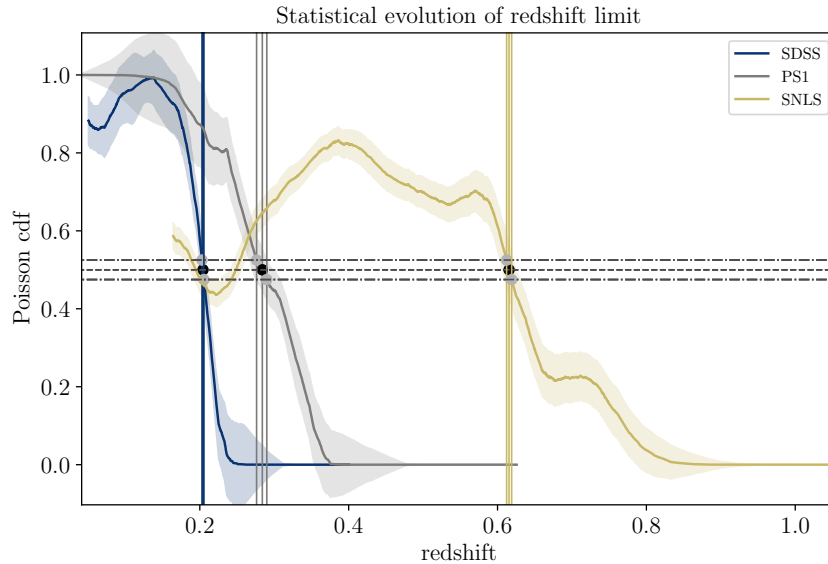 Statistical evolution of redshift limit
SDSS
PS1
SNLS
Poisson cdf
1.0
0.8
0.6
0.4
0.2
0.0
0.2
0.4
0.6
0.8
1.0
redshift